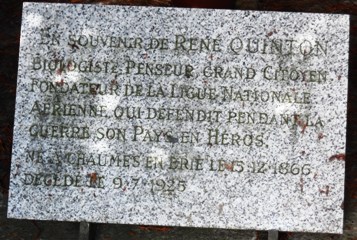 EN SOUVENIR DE RENÉ QUINTON
BIOLOGISTE PENSEUR, GRAND CITOYEN
FONDATEUR DE LA LIGUE NATIONALE
AÉRIENNE, QUI DÉFENDIT PENDANT LA
GUERRE SON PAYS EN HÉROS.
NÉ A CHAUMES EN BRIE LE 15-12-1866,
DÉCÉDÉ LE 9-7-1925